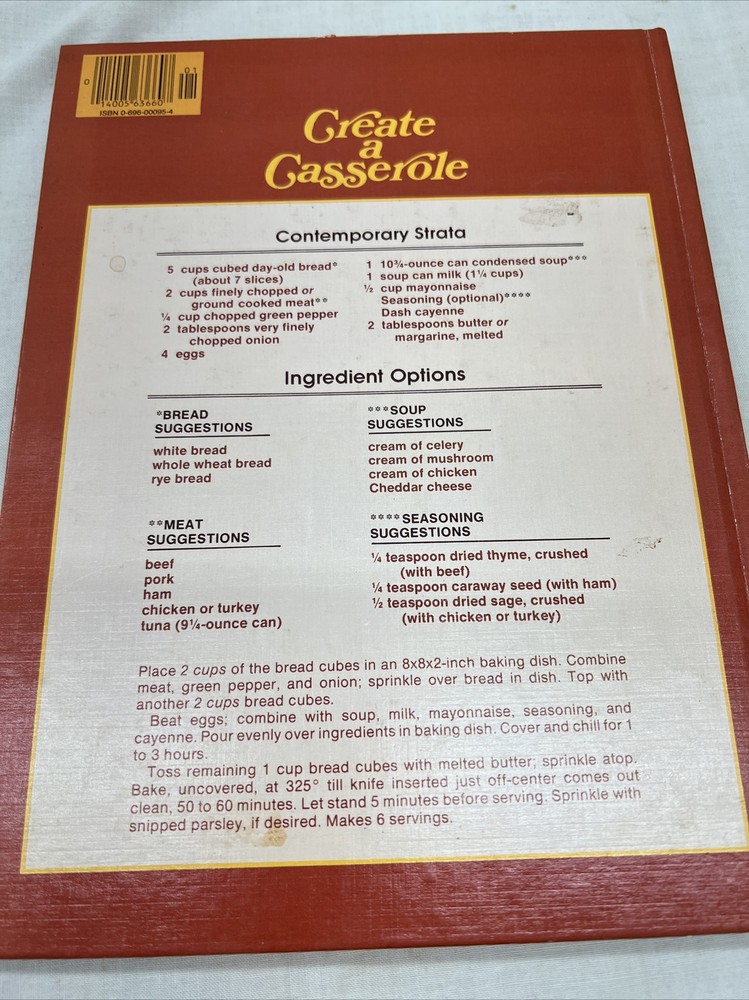 01
0
14005"63660
ISBN 0-696-00095-4
Create
a
Casserole
Contemporary Strata
5 cups cubed day-old bread*
(about 7 slices)
2 cups finely chopped or
ground cooked meat**
¼ cup chopped green pepper
2 tablespoons very finely
chopped onion
4 eggs
1 10¾-ounce can condensed soup***
1 soup can milk (1¼ cups)
½ cup mayonnaise
Seasoning (optional)****
Dash cayenne
2 tablespoons butter or
margarine, melted
Ingredient Options
*BREAD
SUGGESTIONS
white bread
whole wheat bread
rye bread
***SOUP
SUGGESTIONS
cream of celery
cream of mushroom
cream of chicken
Cheddar cheese
**MEAT
SUGGESTIONS
beef
pork
ham
chicken or turkey
tuna (9¼-ounce can)
****SEASONING
SUGGESTIONS
¼ teaspoon dried thyme, crushed
(with beef)
¼ teaspoon caraway seed (with ham)
½ teaspoon dried sage, crushed
(with chicken or turkey)
Place 2 cups of the bread cubes in an 8x8x2-inch baking dish. Combine
meat, green pepper, and onion; sprinkle over bread in dish. Top with
another 2 cups bread cubes.
Beat eggs; combine with soup, milk, mayonnaise, seasoning, and
cayenne. Pour evenly over ingredients in baking dish. Cover and chill for 1
to 3 hours.
Toss remaining 1 cup bread cubes with melted butter; sprinkle atop.
Bake, uncovered, at 325° till knife inserted just off-center comes out
clean, 50 to 60 minutes. Let stand 5 minutes before serving. Sprinkle with
snipped parsley, if desired. Makes 6 servings.